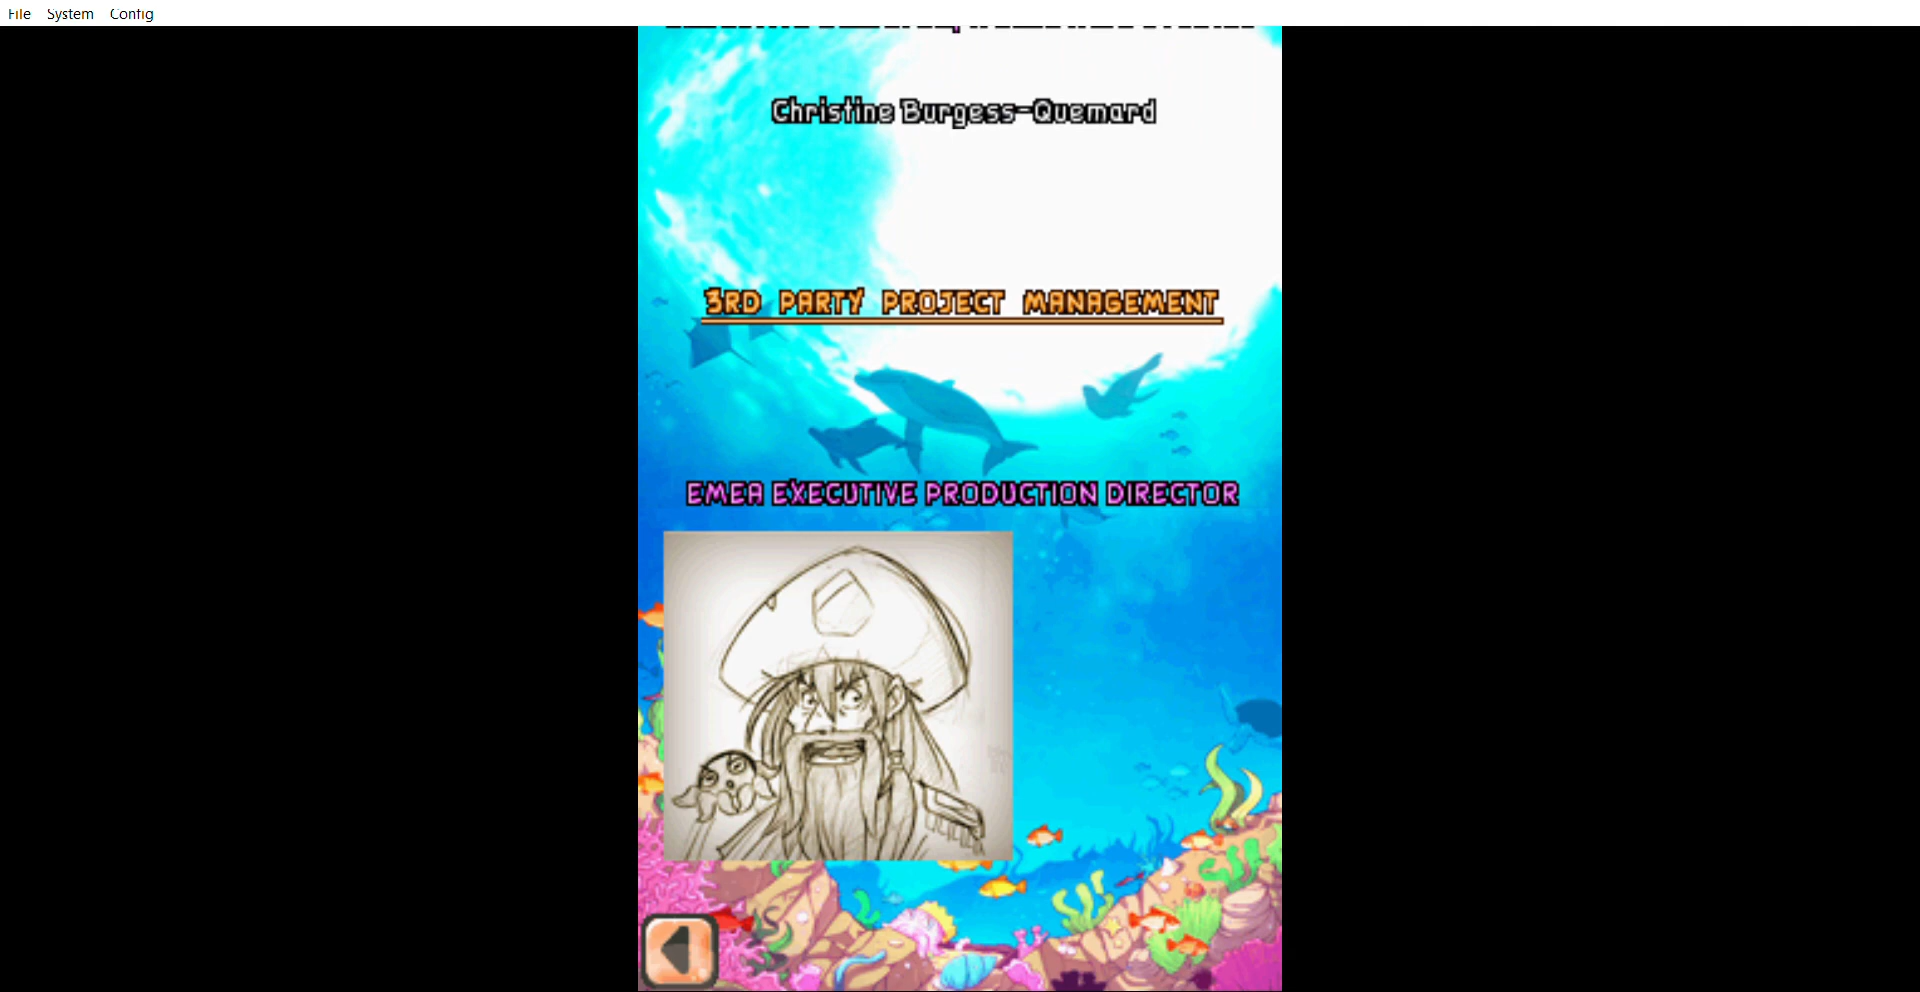 File System Config
Christine Burgess-Quemard
3RD PARTY PROJECT MANAGEMENT
EMEA EXECUTIVE PRODUCTION DIRECTOR